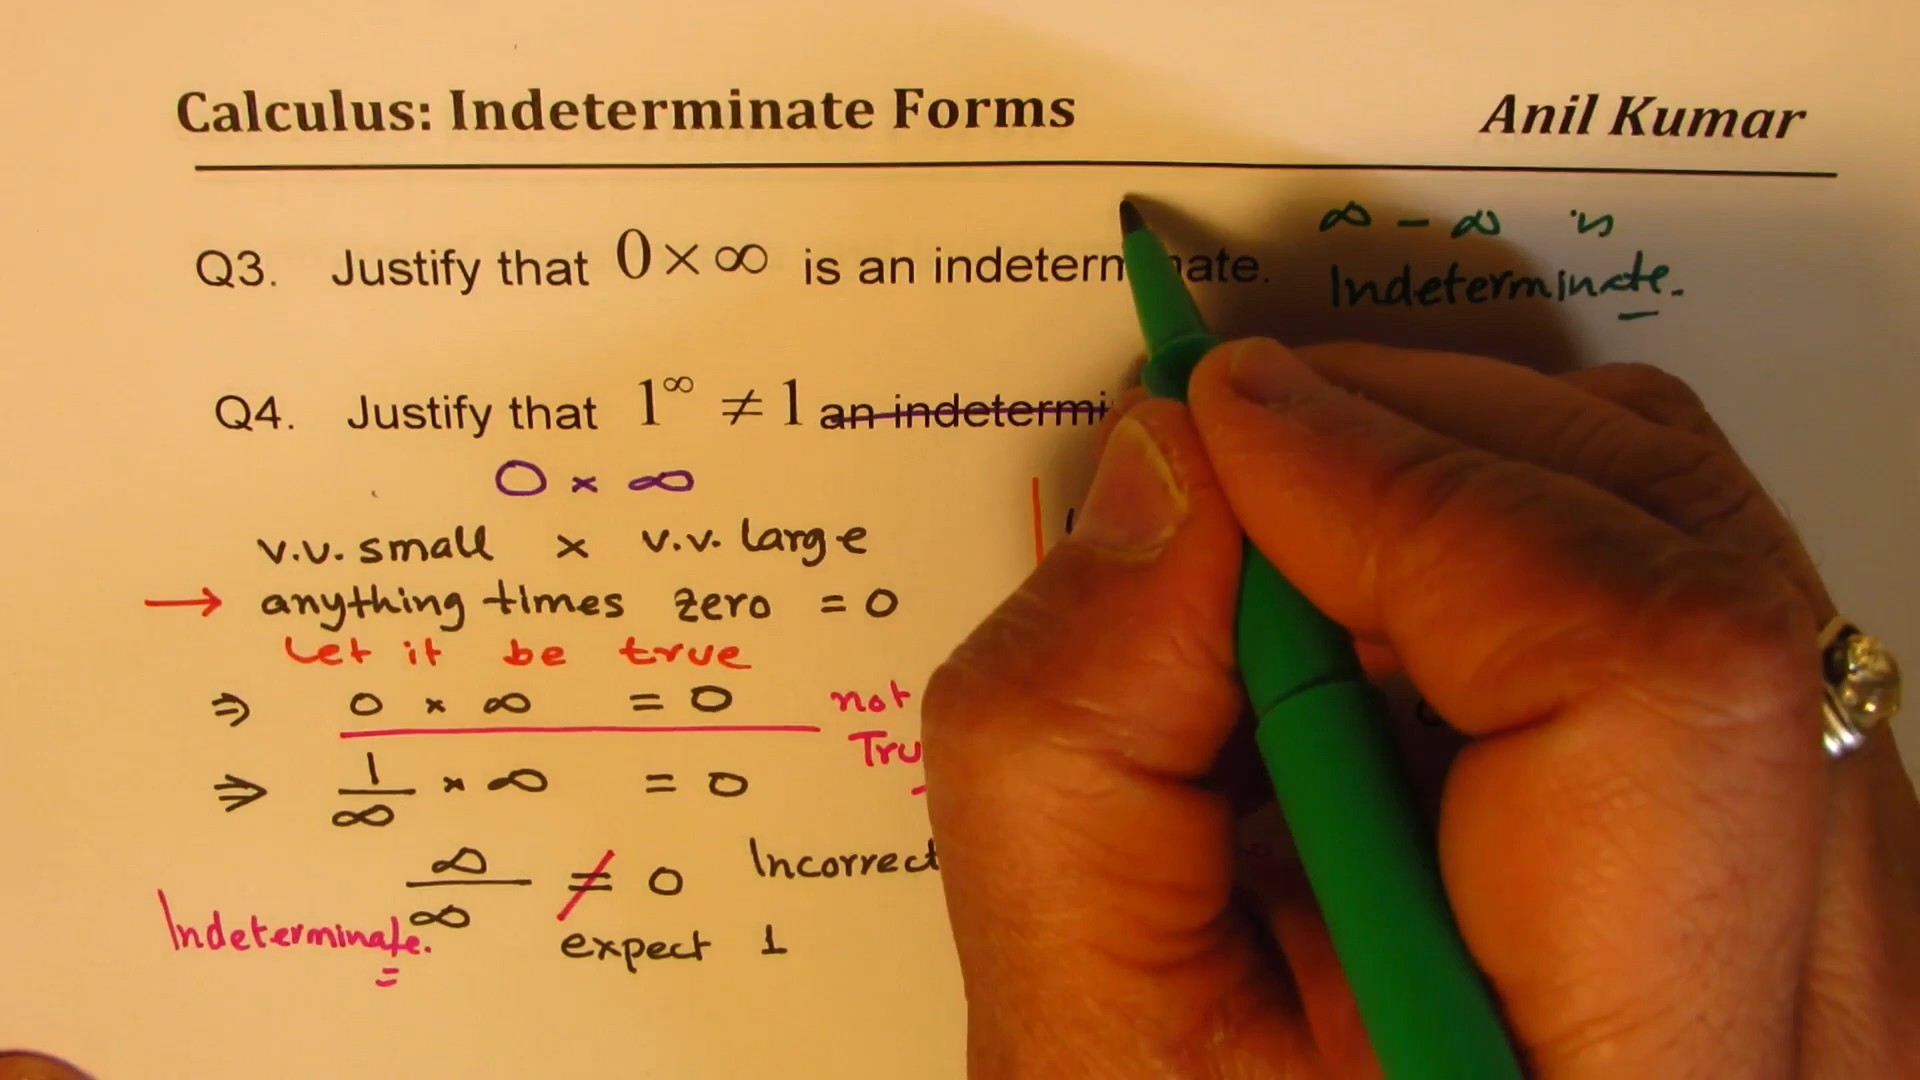 Calculus: Indeterminate Forms Anil Kumar
Q3. Justify that 0 × ∞ is an indeterminate.
∞ - ∞ is
Indeterminate.
Q4. Justify that 1^∞ ≠ 1 an indetermi
0 × ∞
v.v. small × v.v. large
→ anything times zero = 0
Let it be true
⇒ 0 × ∞ = 0 not
Tru
⇒ 1/∞ × ∞ = 0
∞/∞ ≠ 0 Incorrect
Indeterminate.
expect 1